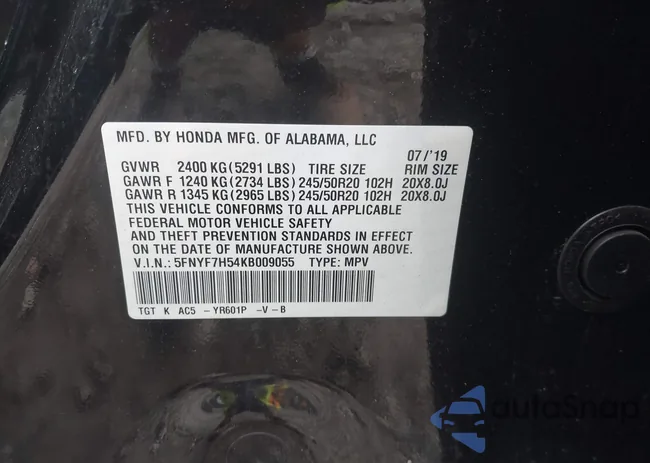 MFD. BY HONDA MFG. OF ALABAMA, LLC
07/'19
GVWR 2400 KG(5291 LBS) TIRE SIZE RIM SIZE
GAWR F 1240 KG(2734 LBS) 245/50R20 102H 20X8.0J
GAWR R 1345 KG(2965 LBS) 245/50R20 102H 20X8.0J
THIS VEHICLE CONFORMS TO ALL APPLICABLE
FEDERAL MOTOR VEHICLE SAFETY
AND THEFT PREVENTION STANDARDS IN EFFECT
ON THE DATE OF MANUFACTURE SHOWN ABOVE.
V.I.N.: 5FNYF7H54KB009055 TYPE: MPV
TGT K AC5 - YR601P -V-B
autoSnap